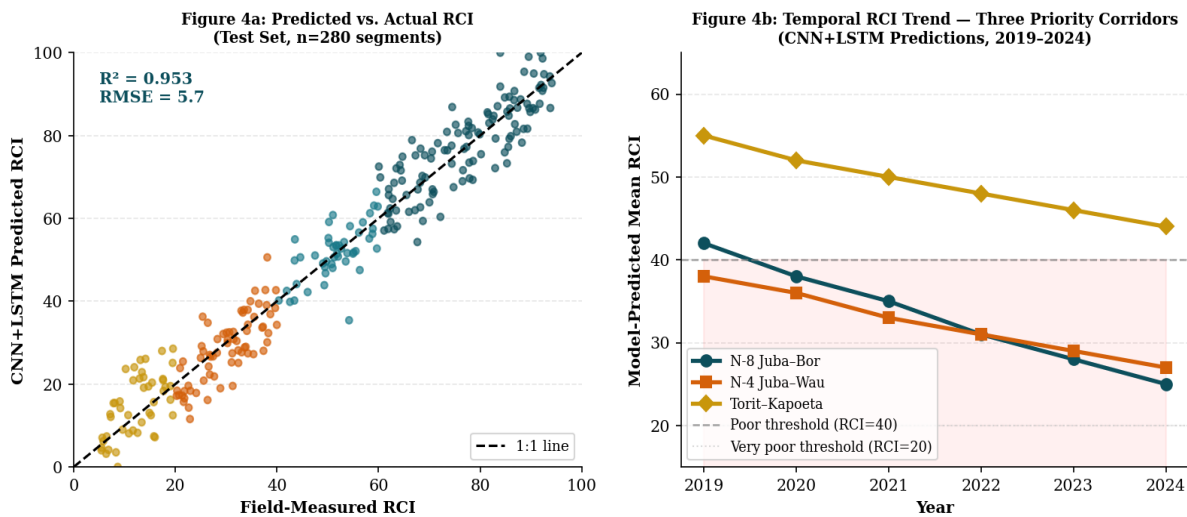 Figure 4a: Predicted vs. Actual RCI
(Test Set, n=280 segments)
R² = 0.953
RMSE = 5.7
CNN+LSTM Predicted RCI
100
80
60
40
20
0
1:1 line
0 20 40 60 80 100
Field-Measured RCI
Figure 4b: Temporal RCI Trend — Three Priority Corridors
(CNN+LSTM Predictions, 2019–2024)
Model-Predicted Mean RCI
60
50
40
30
20
N-8 Juba–Bor
N-4 Juba–Wau
Torit–Kapoeta
Poor threshold (RCI=40)
Very poor threshold (RCI=20)
2019 2020 2021 2022 2023 2024
Year